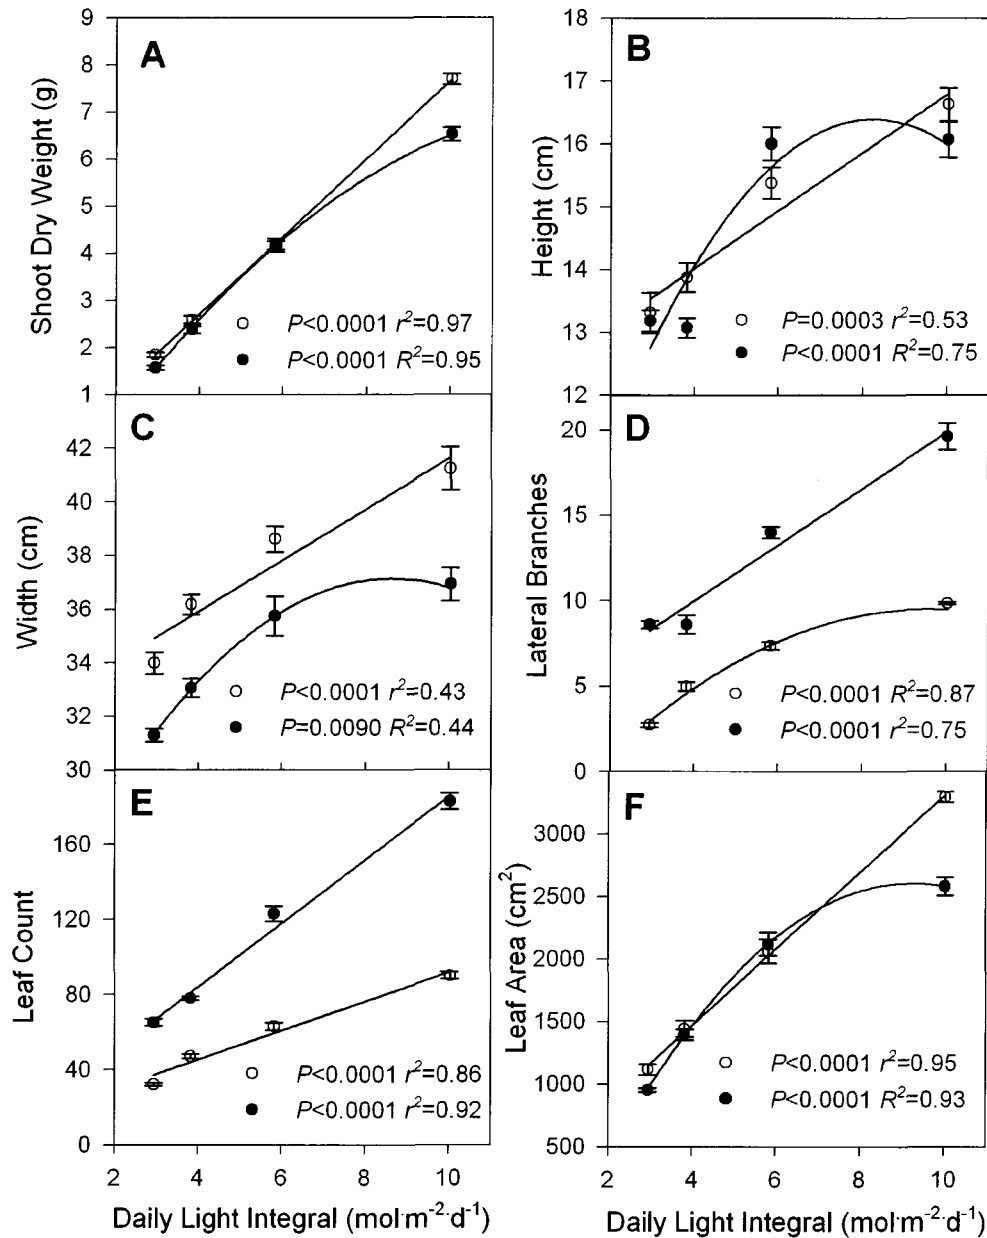 A
Shoot Dry Weight (g)
9
8
7
6
5
4
3
2
1
P<0.0001 r²=0.97
P<0.0001 R²=0.95
B
Height (cm)
18
17
16
15
14
13
12
P=0.0003 r²=0.53
P<0.0001 R²=0.75
C
Width (cm)
42
40
38
36
34
32
30
P<0.0001 r²=0.43
P=0.0090 R²=0.44
D
Lateral Branches
20
15
10
5
0
P<0.0001 R²=0.87
P<0.0001 r²=0.75
E
Leaf Count
160
120
80
40
0
P<0.0001 r²=0.86
P<0.0001 r²=0.92
2 4 6 8 10
Daily Light Integral (mol·m⁻²·d⁻¹)
F
Leaf Area (cm²)
3000
2500
2000
1500
1000
500
P<0.0001 r²=0.95
P<0.0001 R²=0.93
2 4 6 8 10
Daily Light Integral (mol·m⁻²·d⁻¹)